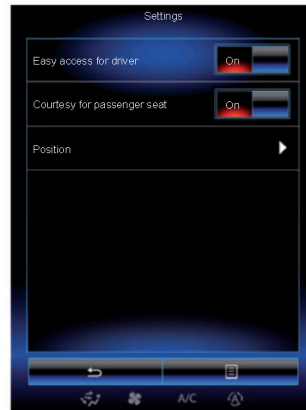 Settings
Easy access for driver
On
Courtesy for passenger seat
On
Position
A/C
A